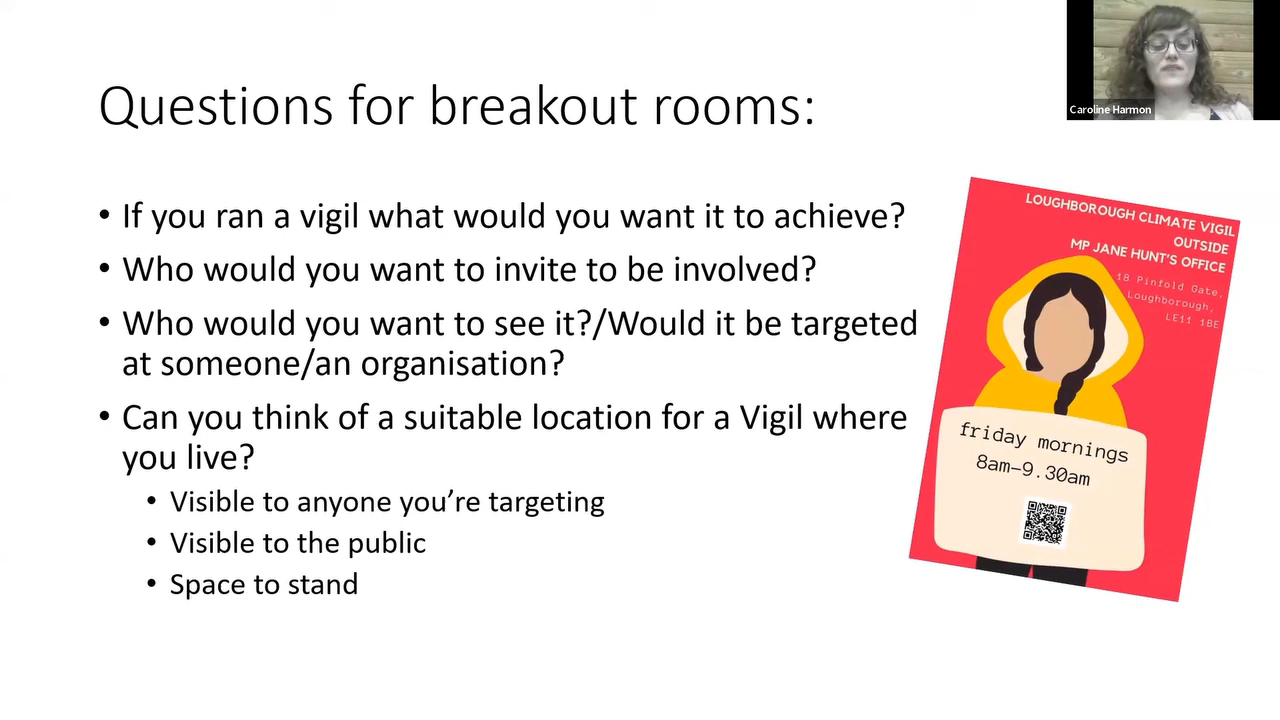 Questions for breakout rooms:
• If you ran a vigil what would you want it to achieve?
• Who would you want to invite to be involved?
• Who would you want to see it?/Would it be targeted
at someone/an organisation?
• Can you think of a suitable location for a Vigil where
you live?
• Visible to anyone you’re targeting
• Visible to the public
• Space to stand
Caroline Harmon
LOUGHBOROUGH CLIMATE VIGIL
OUTSIDE
MP JANE HUNT'S OFFICE
18 Pinfold Gate,
Loughborough,
LE11 1BE
friday mornings
8am–9.30am